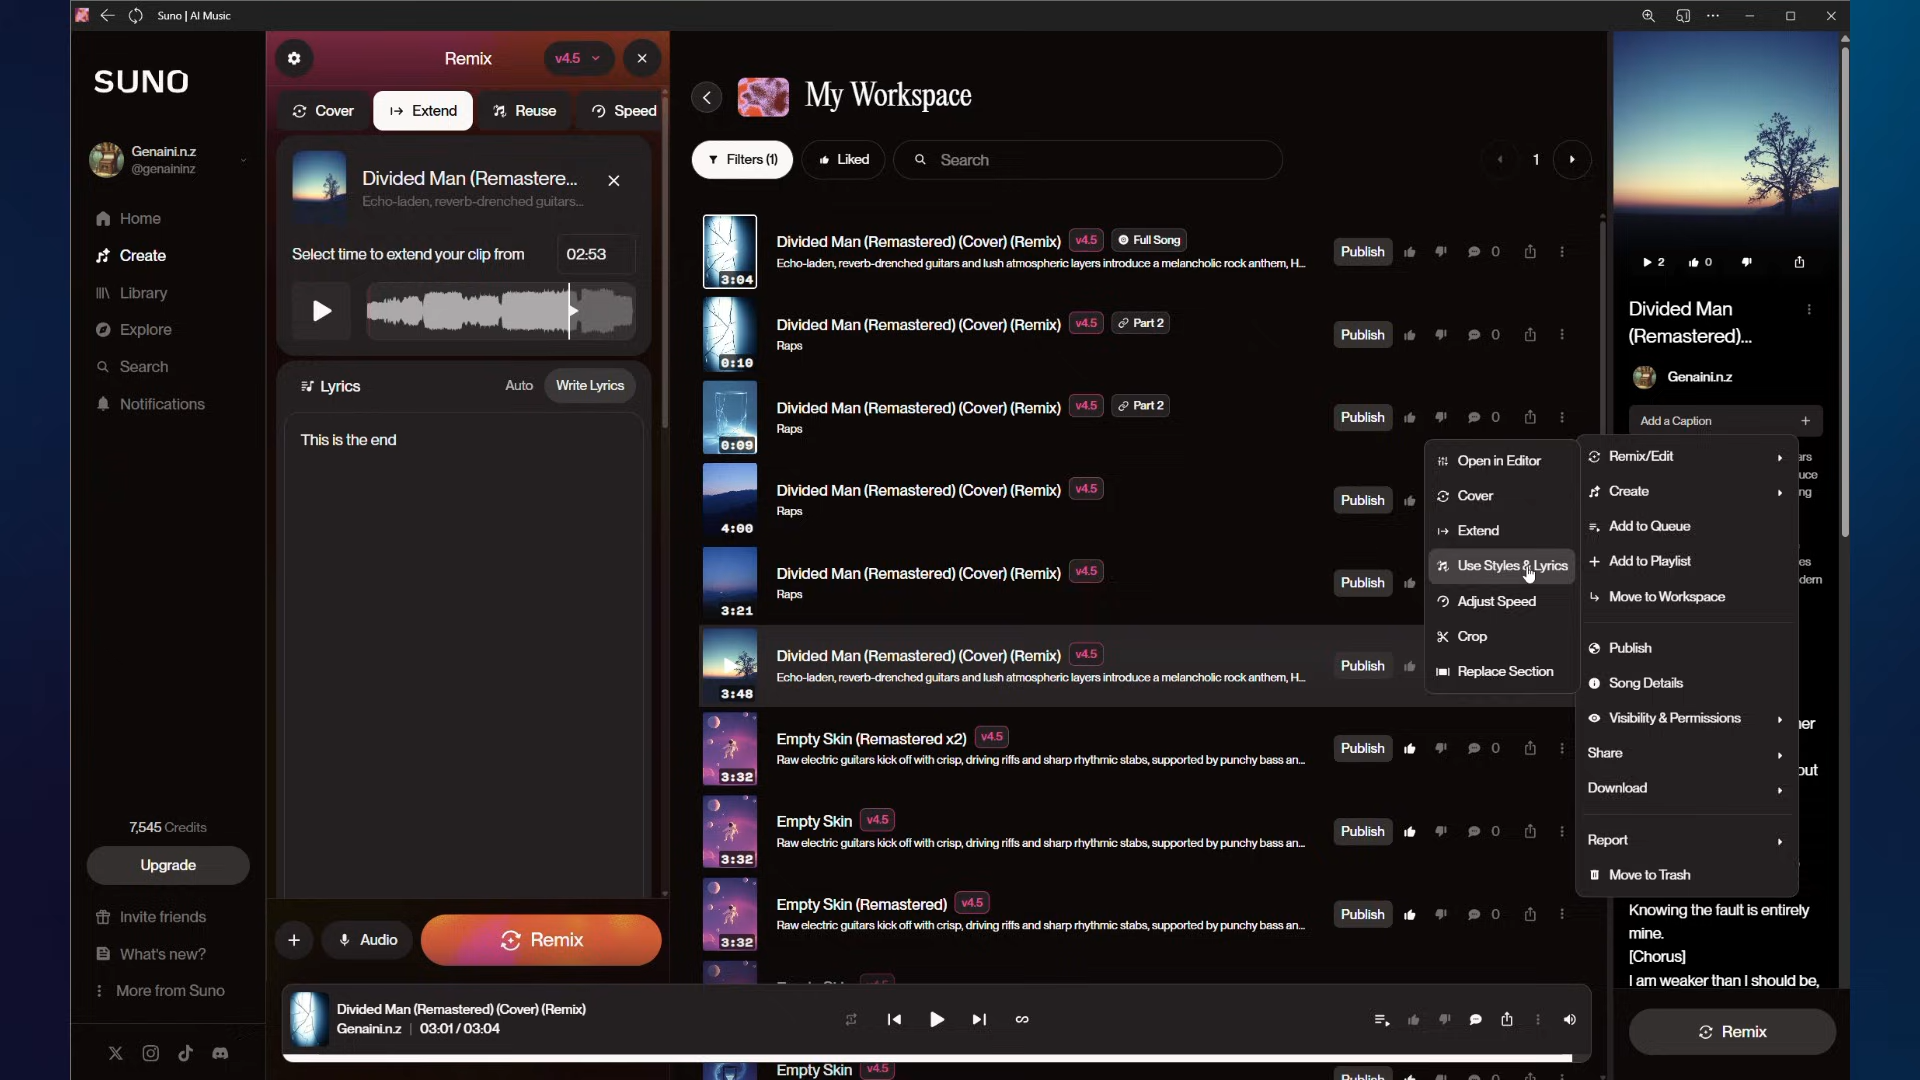 Suno | AI Music
SUNO
Genaini.n.z
@genaininz
Home
Create
Library
Explore
Search
Notifications
7,545 Credits
Upgrade
Invite friends
What's new?
More from Suno
Remix
v4.5
Cover
Extend
Reuse
Speed
Divided Man (Remastere...
Echo-laden, reverb-drenched guitars...
Select time to extend your clip from
02:53
Lyrics
Auto
Write Lyrics
This is the end
Audio
Remix
My Workspace
Filters (1)
Liked
Search
1
3:04
Divided Man (Remastered) (Cover) (Remix) v4.5 Full Song
Echo-laden, reverb-drenched guitars and lush atmospheric layers introduce a melancholic rock anthem, H...
Publish 0
0:10
Divided Man (Remastered) (Cover) (Remix) v4.5 Part 2
Raps
Publish 0
0:09
Divided Man (Remastered) (Cover) (Remix) v4.5 Part 2
Raps
Publish 0
4:00
Divided Man (Remastered) (Cover) (Remix) v4.5
Raps
Publish
3:21
Divided Man (Remastered) (Cover) (Remix) v4.5
Raps
Publish
3:48
Divided Man (Remastered) (Cover) (Remix) v4.5
Echo-laden, reverb-drenched guitars and lush atmospheric layers introduce a melancholic rock anthem, H...
Publish
3:32
Empty Skin (Remastered x2) v4.5
Raw electric guitars kick off with crisp, driving riffs and sharp rhythmic stabs, supported by punchy bass an...
Publish 0
3:32
Empty Skin v4.5
Raw electric guitars kick off with crisp, driving riffs and sharp rhythmic stabs, supported by punchy bass an...
Publish 0
3:32
Empty Skin (Remastered) v4.5
Raw electric guitars kick off with crisp, driving riffs and sharp rhythmic stabs, supported by punchy bass an...
Publish 0
Empty Skin v4.5
Publish 0
Open in Editor
Cover
Extend
Use Styles & Lyrics
Adjust Speed
Crop
Replace Section
Remix/Edit
Create
Add to Queue
Add to Playlist
Move to Workspace
Publish
Song Details
Visibility & Permissions
Share
Download
Report
Move to Trash
2
0
Divided Man
(Remastered)...
Genaini.n.z
Add a Caption
Knowing the fault is entirely
mine.
[Chorus]
I am weaker than I should be,
Remix
Divided Man (Remastered) (Cover) (Remix)
Genaini.n.z | 03:01 / 03:04